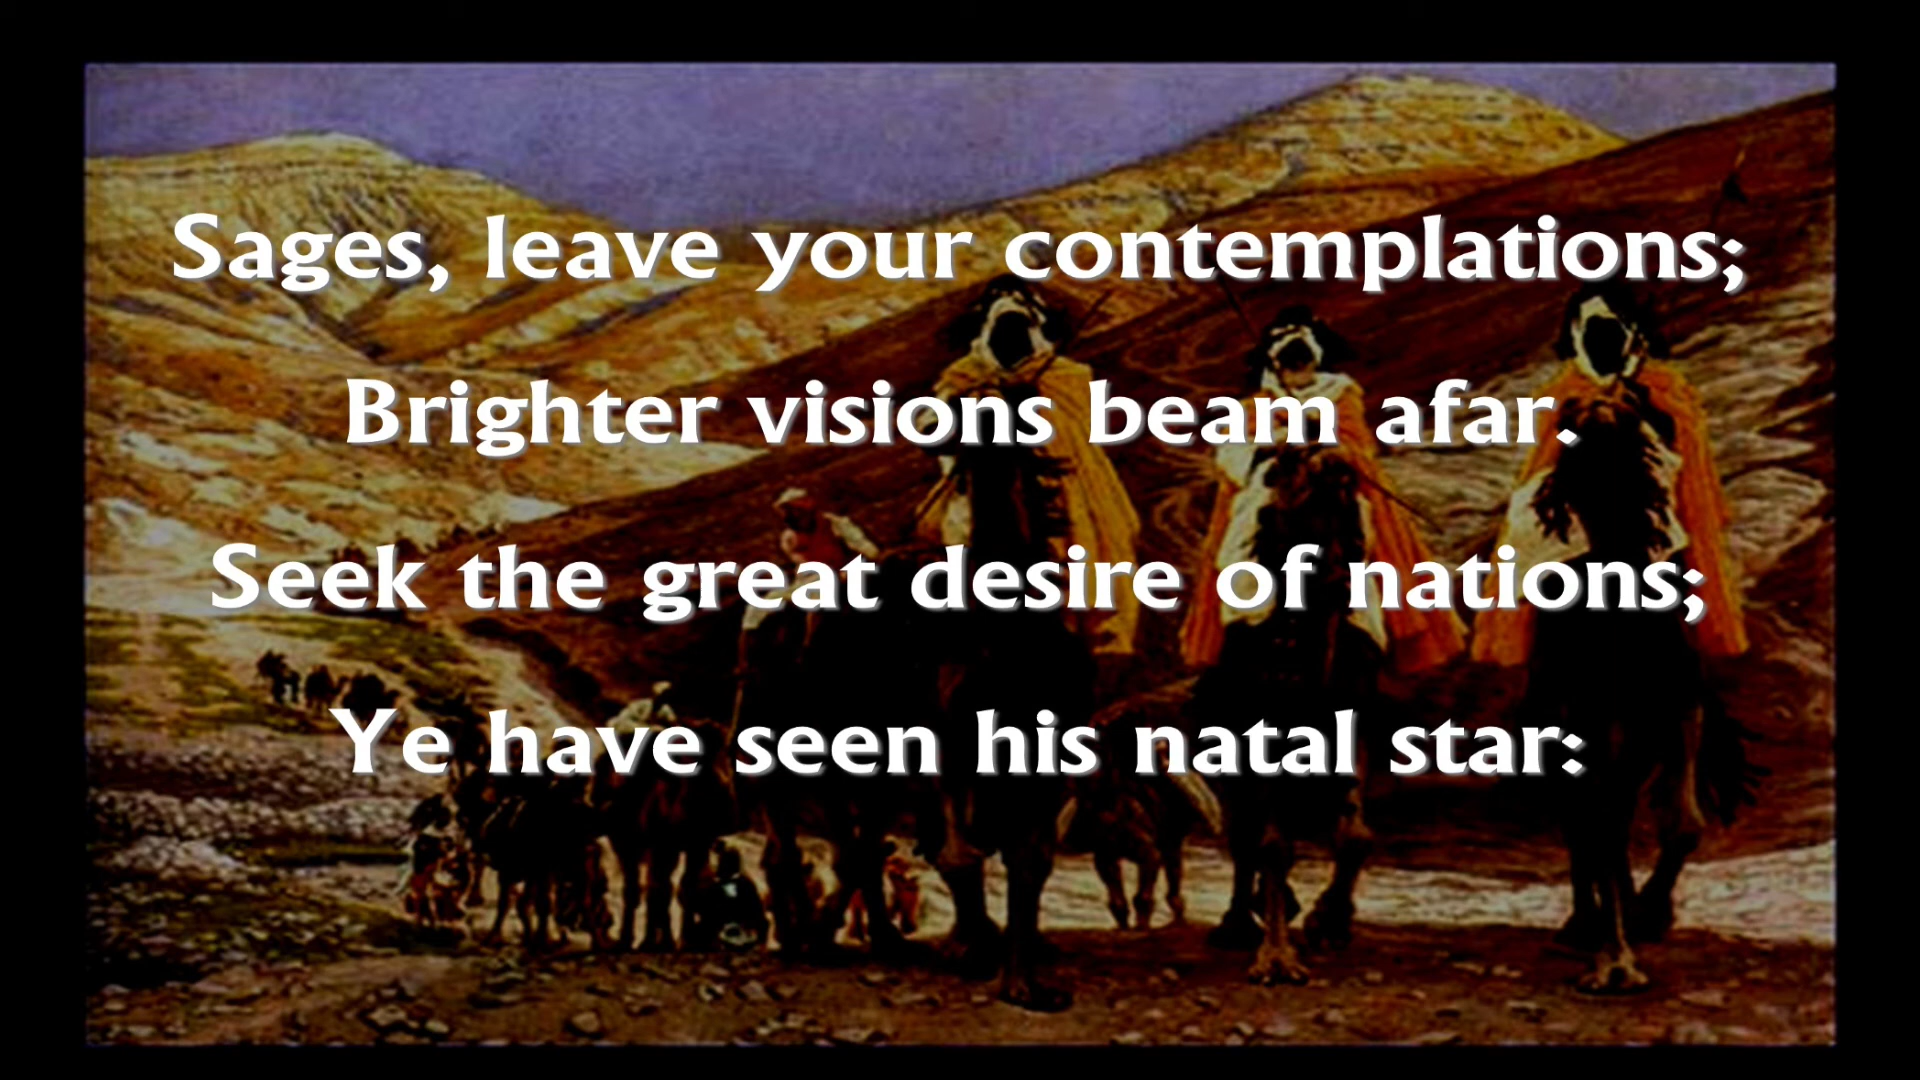 Sages, leave your contemplations;
Brighter visions beam afar.
Seek the great desire of nations;
Ye have seen his natal star: